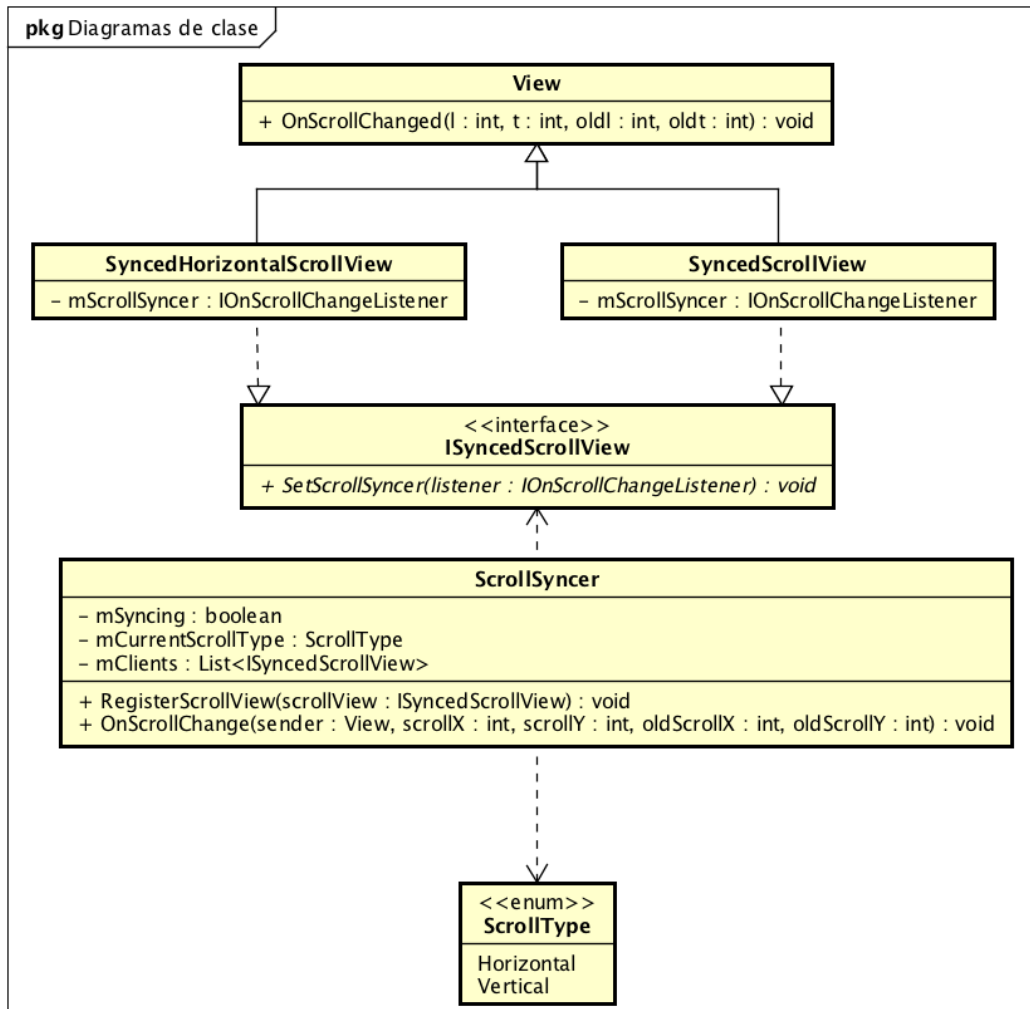 pkg Diagramas de clase
View
+ OnScrollChanged(l : int, t : int, oldl : int, oldt : int) : void
SyncedHorizontalScrollView
– mScrollSyncer : IOnScrollChangeListener
SyncedScrollView
– mScrollSyncer : IOnScrollChangeListener
<<interface>>
ISyncedScrollView
+ SetScrollSyncer(listener : IOnScrollChangeListener) : void
ScrollSyncer
– mSyncing : boolean
– mCurrentScrollType : ScrollType
– mClients : List<ISyncedScrollView>
+ RegisterScrollView(scrollView : ISyncedScrollView) : void
+ OnScrollChange(sender : View, scrollX : int, scrollY : int, oldScrollX : int, oldScrollY : int) : void
<<enum>>
ScrollType
Horizontal
Vertical